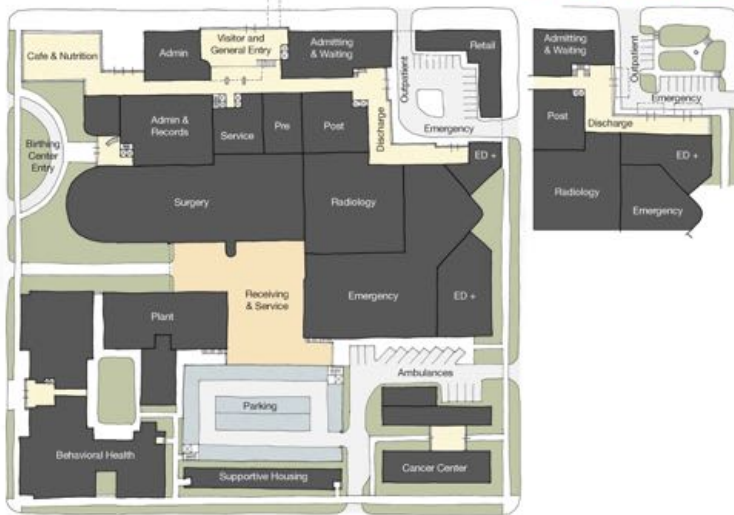 Cafe & Nutrition
Admin
Visitor and
General Entry
Admitting
& Waiting
Outpatient
Retail
Emergency
Birthing
Center
Entry
Admin &
Records
Service
Pre
Post
Discharge
ED +
Surgery
Radiology
Receiving
& Service
Emergency
ED +
Plant
Ambulances
Parking
Behavioral Health
Supportive Housing
Cancer Center
Admitting
& Waiting
Outpatient
Emergency
Post
Discharge
ED +
Radiology
Emergency